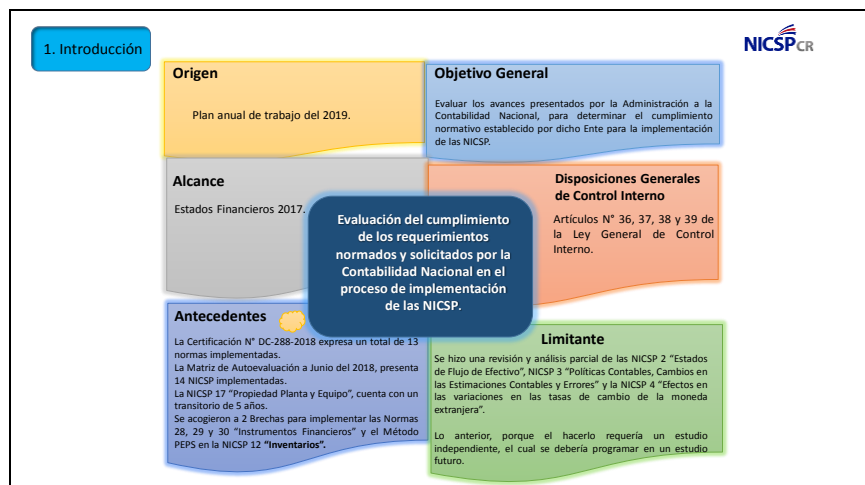 1. Introducción
NICSPCR
Origen
Plan anual de trabajo del 2019.
Objetivo General
Evaluar los avances presentados por la Administración a la
Contabilidad Nacional, para determinar el cumplimiento
normativo establecido por dicho Ente para la implementación
de las NICSP.
Alcance
Estados Financieros 2017.
Disposiciones Generales
de Control Interno
Artículos N° 36, 37, 38 y 39 de
la Ley General de Control
Interno.
Evaluación del cumplimiento
de los requerimientos
normados y solicitados por la
Contabilidad Nacional en el
proceso de implementación
de las NICSP.
Antecedentes
La Certificación N° DC-288-2018 expresa un total de 13
normas implementadas.
La Matriz de Autoevaluación a Junio del 2018, presenta
14 NICSP implementadas.
La NICSP 17 “Propiedad Planta y Equipo”, cuenta con un
transitorio de 5 años.
Se acogieron a 2 Brechas para implementar las Normas
28, 29 y 30 “Instrumentos Financieros” y el Método
PEPS en la NICSP 12 “Inventarios”.
Limitante
Se hizo una revisión y análisis parcial de las NICSP 2 “Estados
de Flujo de Efectivo”, NICSP 3 “Políticas Contables, Cambios en
las Estimaciones Contables y Errores” y la NICSP 4 “Efectos en
las variaciones en las tasas de cambio de la moneda
extranjera”.
Lo anterior, porque el hacerlo requería un estudio
independiente, el cual se debería programar en un estudio
futuro.